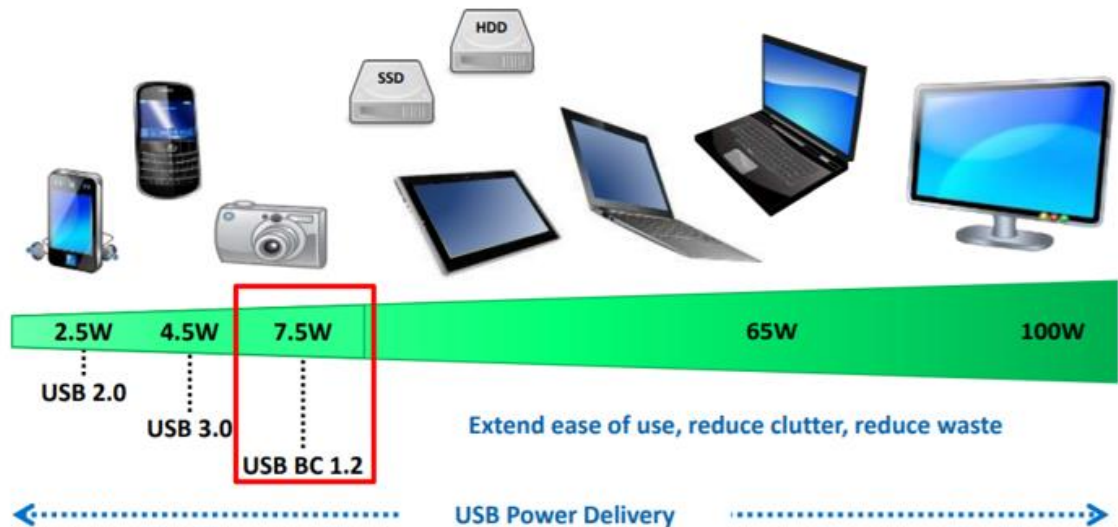 HDD
SSD
2.5W 4.5W 7.5W 65W 100W
USB 2.0
USB 3.0
USB BC 1.2
Extend ease of use, reduce clutter, reduce waste
USB Power Delivery